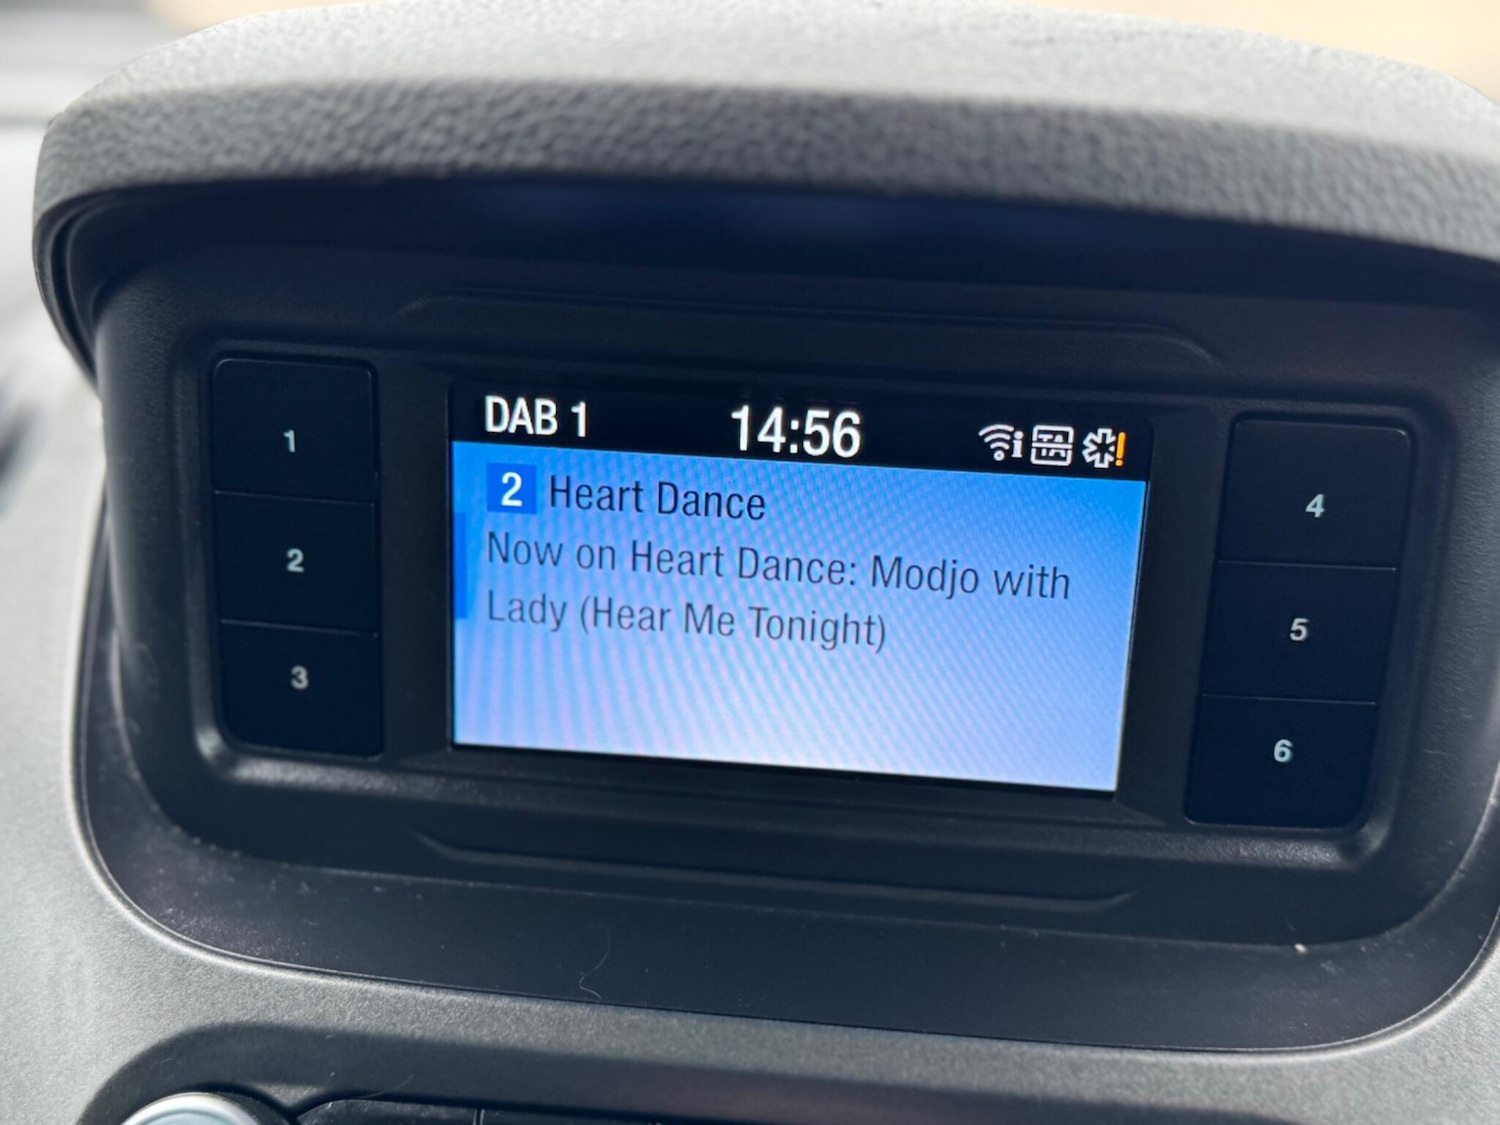 DAB 1 14:56 TA !
2 Heart Dance
Now on Heart Dance: Modjo with
Lady (Hear Me Tonight)
1
2
3
4
5
6